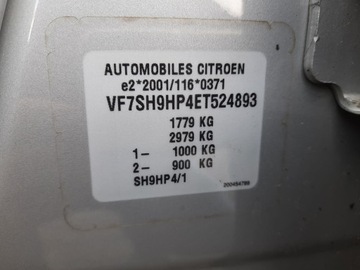 AUTOMOBILES CITROEN
e2*2001/116*0371
VF7SH9HP4ET524893
1779 KG
2979 KG
1- 1000 KG
2- 900 KG
SH9HP4/1